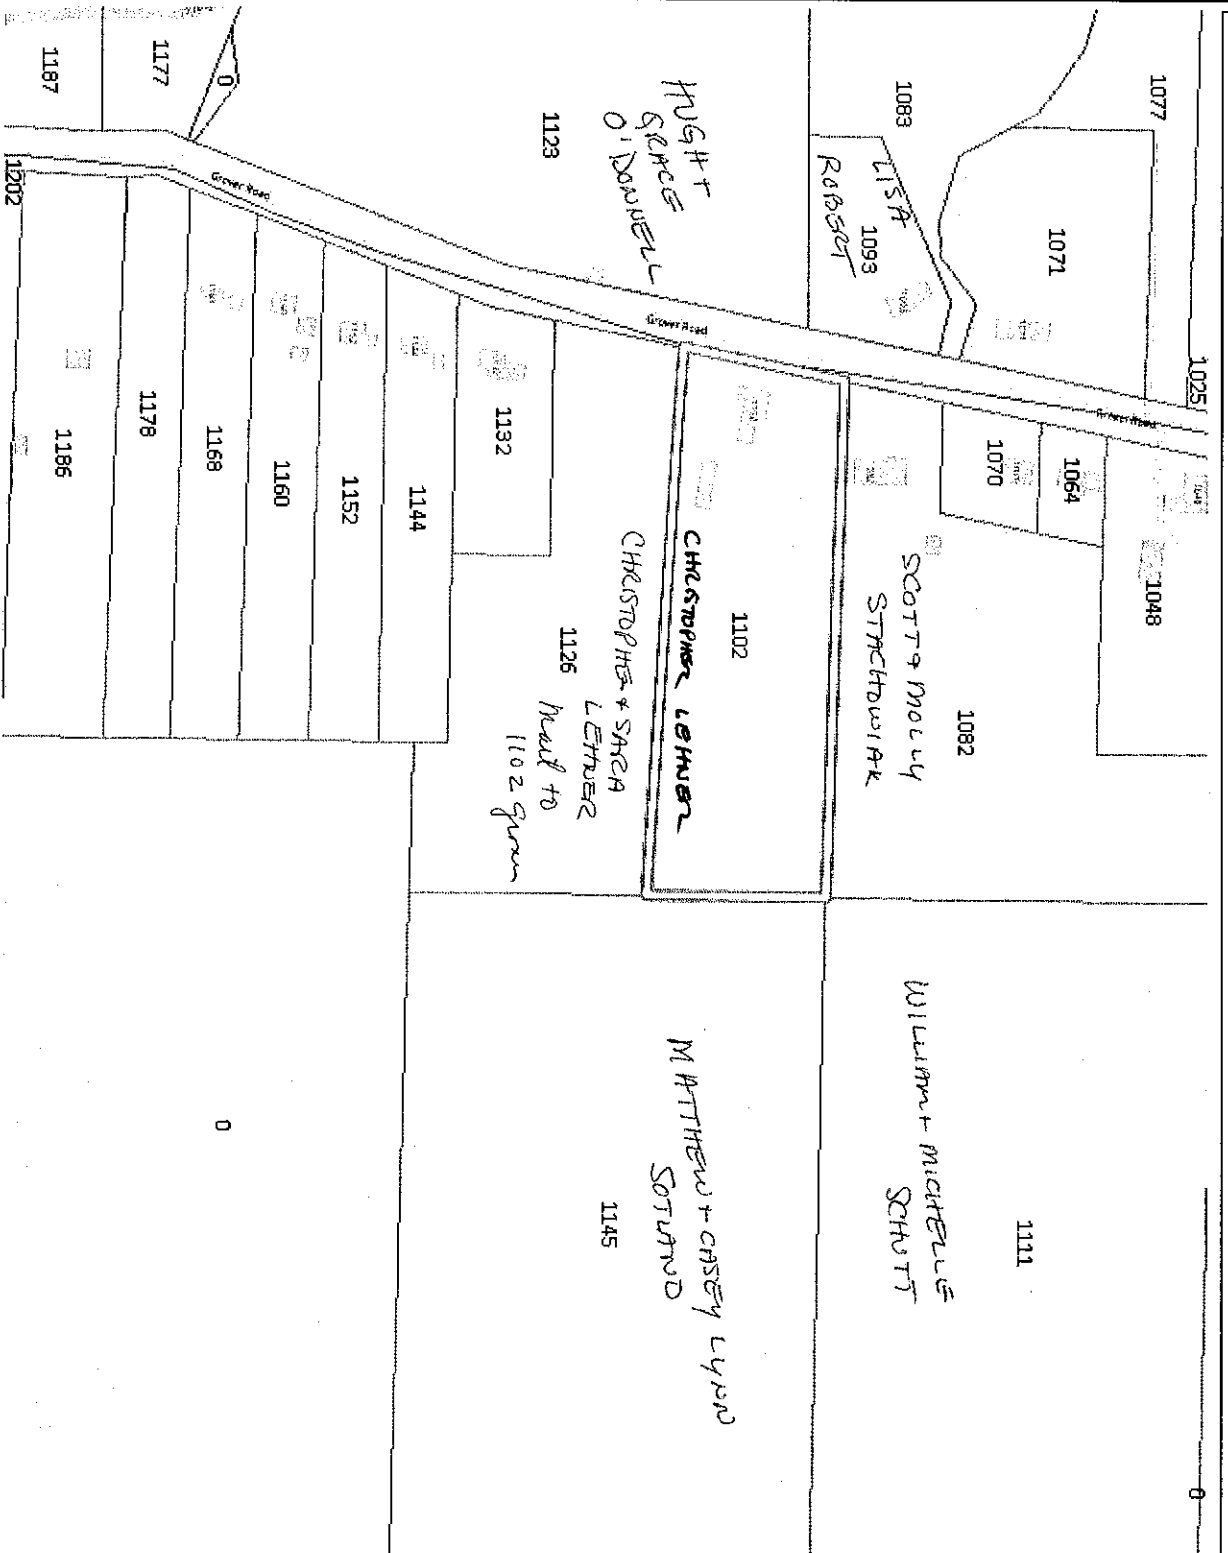 1025
1077
1083
1071
LISA
ROBERT
1093
HUGH +
GRACE
O'DONNELL
1123
0
1177
1187
1202
Grover Road
Grover Road
Grover Road
1048
1064
1070
SCOTT & MOLLY
STACHOWIAK
1082
1102
CHRISTOPHER LEHNER
CHRISTOPHER + SARA
LEHNER
1126
Mail to
1102 Grover
1132
1144
1152
1160
1168
1178
1186
0
WILLIAM + MICHELLE
SCHUTT
1111
MATTHEW + CASEY LYNN
SOTLAND
1145
0